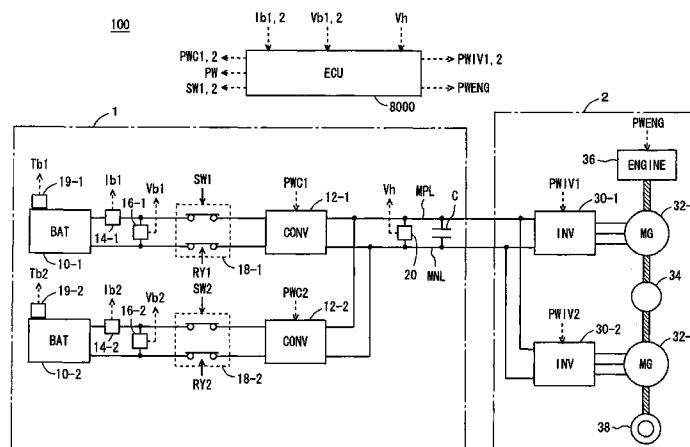 100
Ib1,2 Vb1,2 Vh
PWC1,2
PW
SW1,2
ECU
PWIV1,2
PWENG
8000
1
2
Tb1
19-1
Ib1
16-1
Vb1
SW1
PWC1
12-1
Vh
MPL
C
BAT
14-1
10-1
RY1
18-1
CONV
20
MNL
Tb2
19-2
Ib2
16-2
Vb2
SW2
PWC2
12-2
BAT
14-2
10-2
RY2
18-2
CONV
PWENG
36
ENGINE
PWIV1
30-1
32-
INV
MG
34
PWIV2
30-2
32-
INV
MG
38